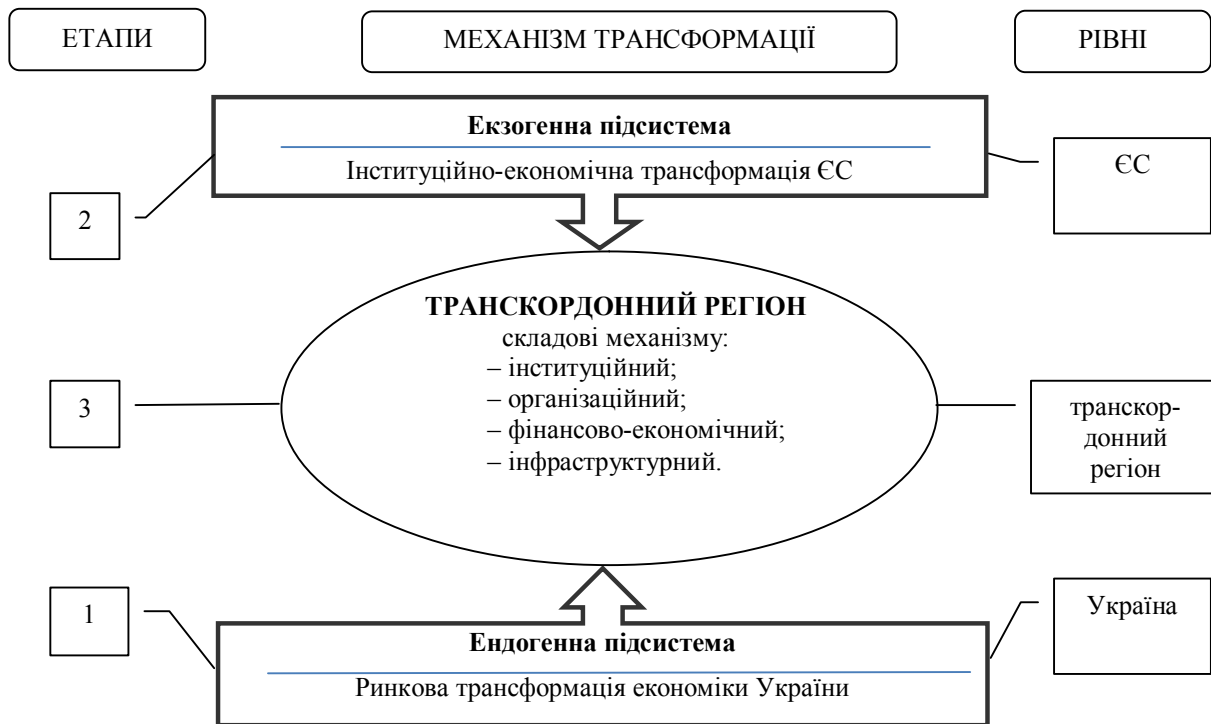 ЕТАПИ
МЕХАНІЗМ ТРАНСФОРМАЦІЇ
РІВНІ
Екзогенна підсистема
Інституційно-економічна трансформація ЄС
ЄС
2
ТРАНСКОРДОННИЙ РЕГІОН
складові механізму:
– інституційний;
– організаційний;
– фінансово-економічний;
– інфраструктурний.
3
транскор-
донний
регіон
1
Україна
Ендогенна підсистема
Ринкова трансформація економіки України